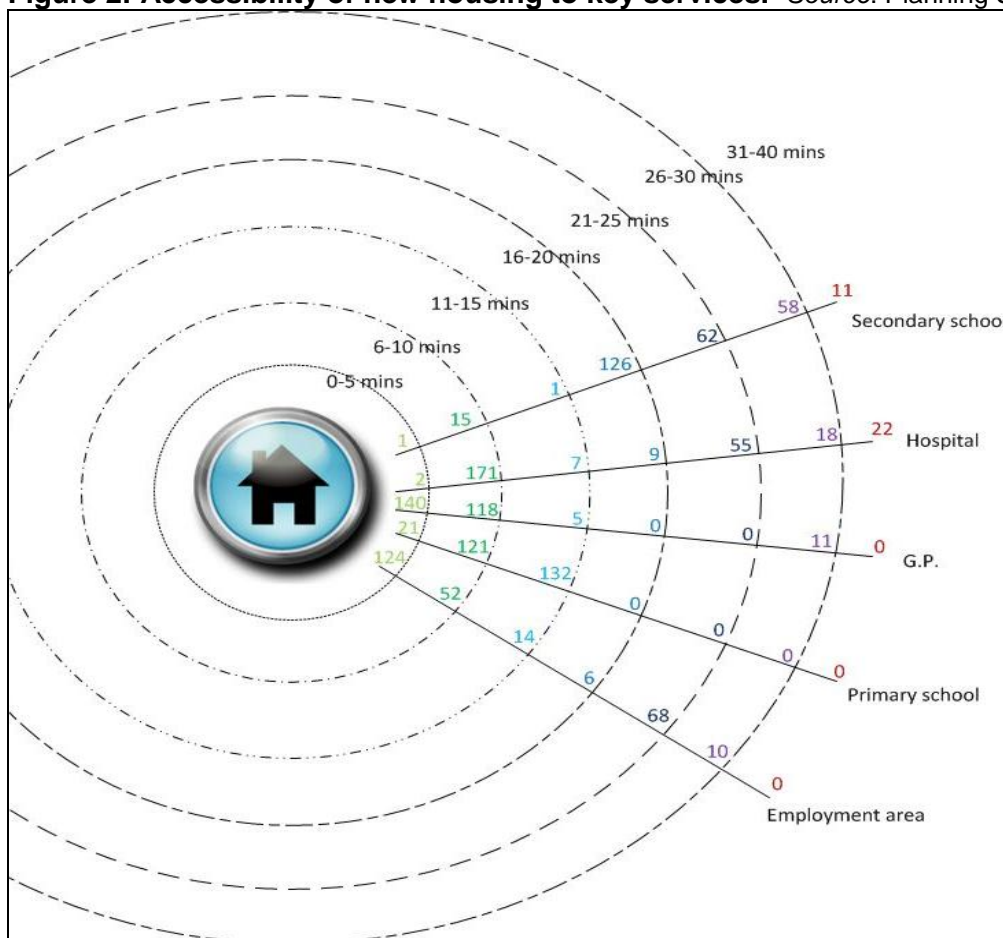 Figure 2: Accessibility of new housing to key services. Source: Planning
31-40 mins
26-30 mins
21-25 mins
16-20 mins
11-15 mins
6-10 mins
0-5 mins
1 15 1 126 62 58 11
Secondary school
2 171 7 9 55 18 22
Hospital
140 118 5 0 0 11 0
G.P.
21 121 132 0 0 0 0
Primary school
124 52 14 6 68 10 0
Employment area